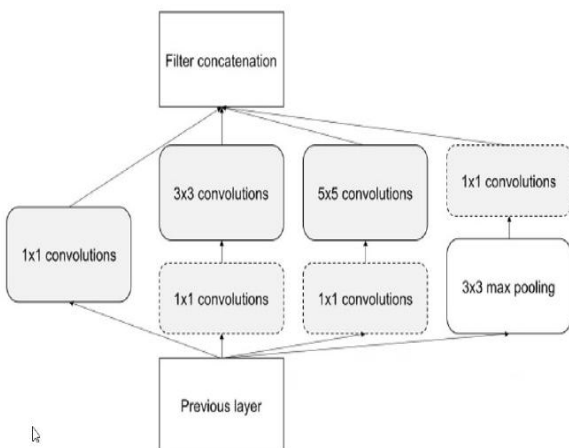 Filter concatenation
3x3 convolutions
5x5 convolutions
1x1 convolutions
1x1 convolutions
1x1 convolutions
1x1 convolutions
3x3 max pooling
Previous layer